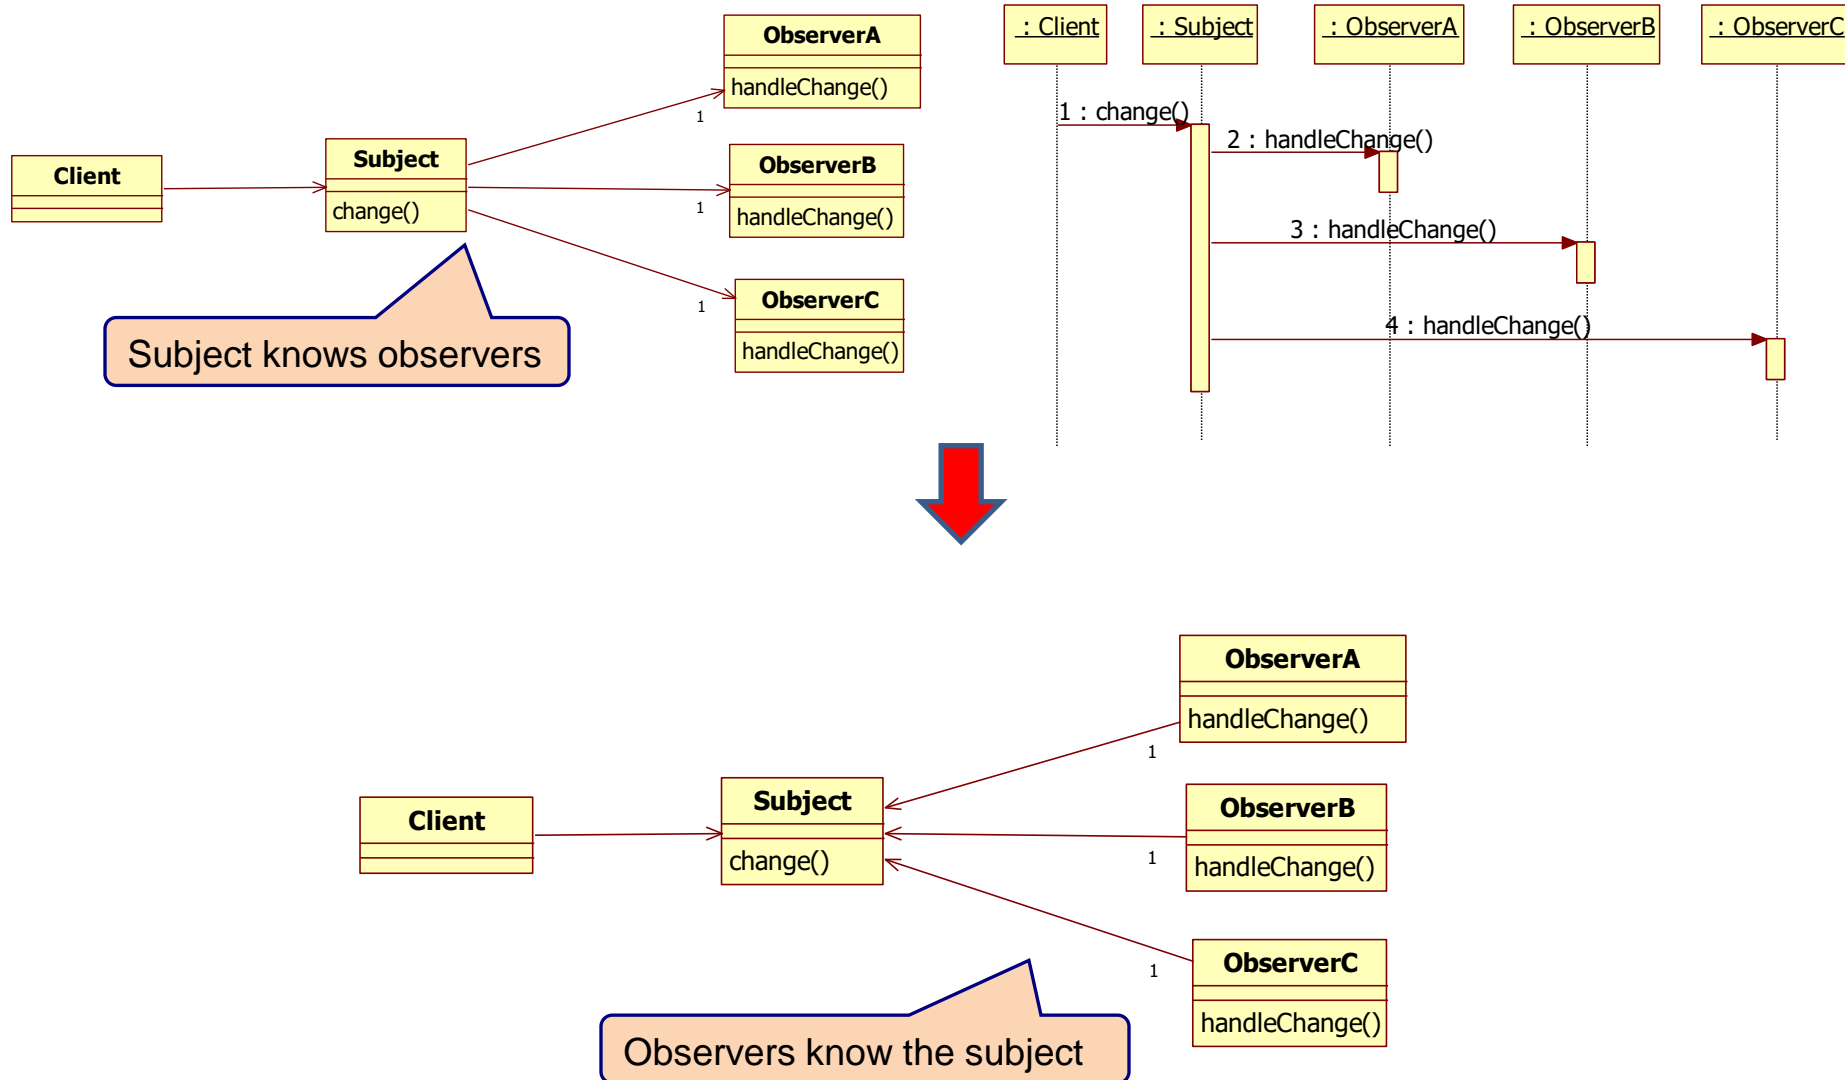 Client
Subject
change()
ObserverA
handleChange()
1
ObserverB
handleChange()
1
ObserverC
handleChange()
1
Subject knows observers
: Client
: Subject
: ObserverA
: ObserverB
: ObserverC
1 : change()
2 : handleChange()
3 : handleChange()
4 : handleChange()
Client
Subject
change()
ObserverA
handleChange()
1
ObserverB
handleChange()
1
ObserverC
handleChange()
1
Observers know the subject